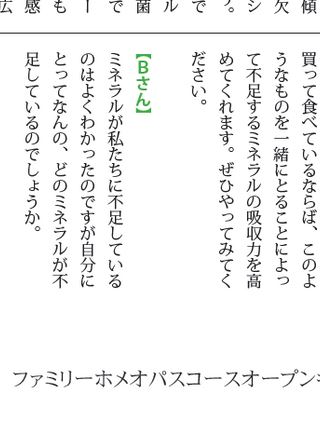 傾
欠
シ
う。
で
ル
菌
で
ー
も
感
広
買って食べているならば、このよ
うなものを一緒にとることによっ
て不足するミネラルの吸収力を高
めてくれます。ぜひやってみてく
ださい。
【Bさん】
ミネラルが私たちに不足している
のはよくわかったのですが自分に
とってなんの、どのミネラルが不
足しているのでしょうか。
ファミリーホメオパスコースオープン